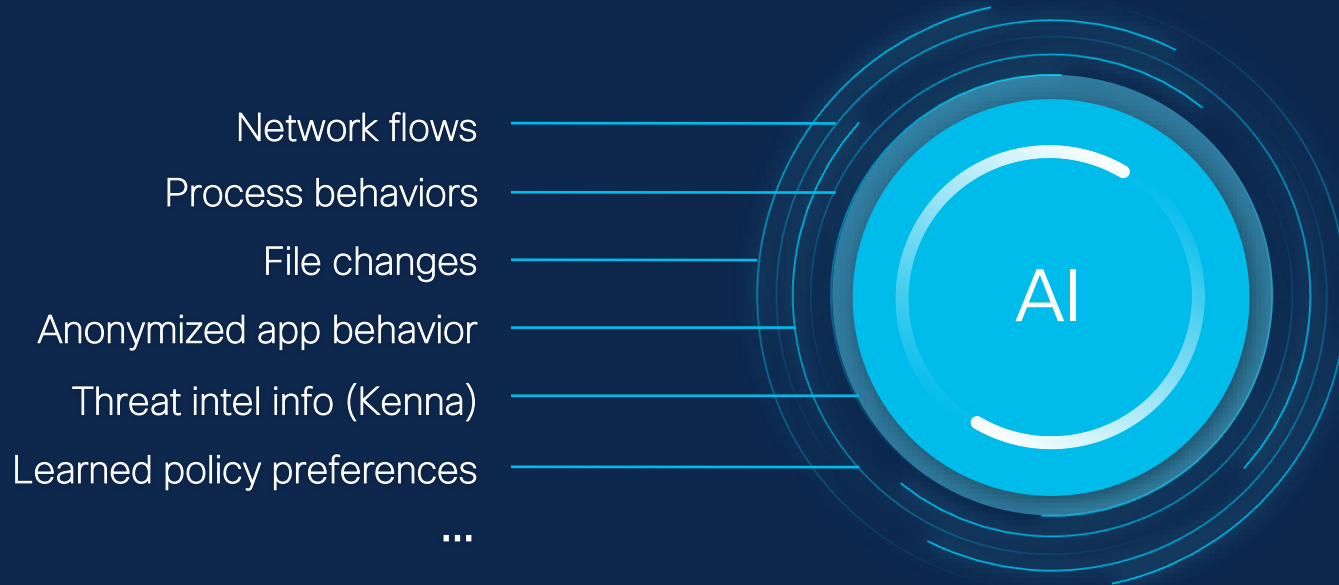 Network flows
Process behaviors
File changes
Anonymized app behavior
Threat intel info (Kenna)
Learned policy preferences
...
AI